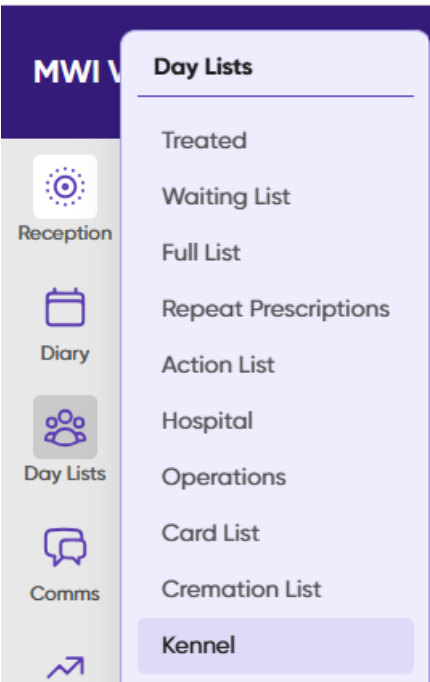 MWI V
Day Lists
Treated
Waiting List
Full List
Repeat Prescriptions
Action List
Hospital
Operations
Card List
Cremation List
Kennel
Reception
Diary
Day Lists
Comms